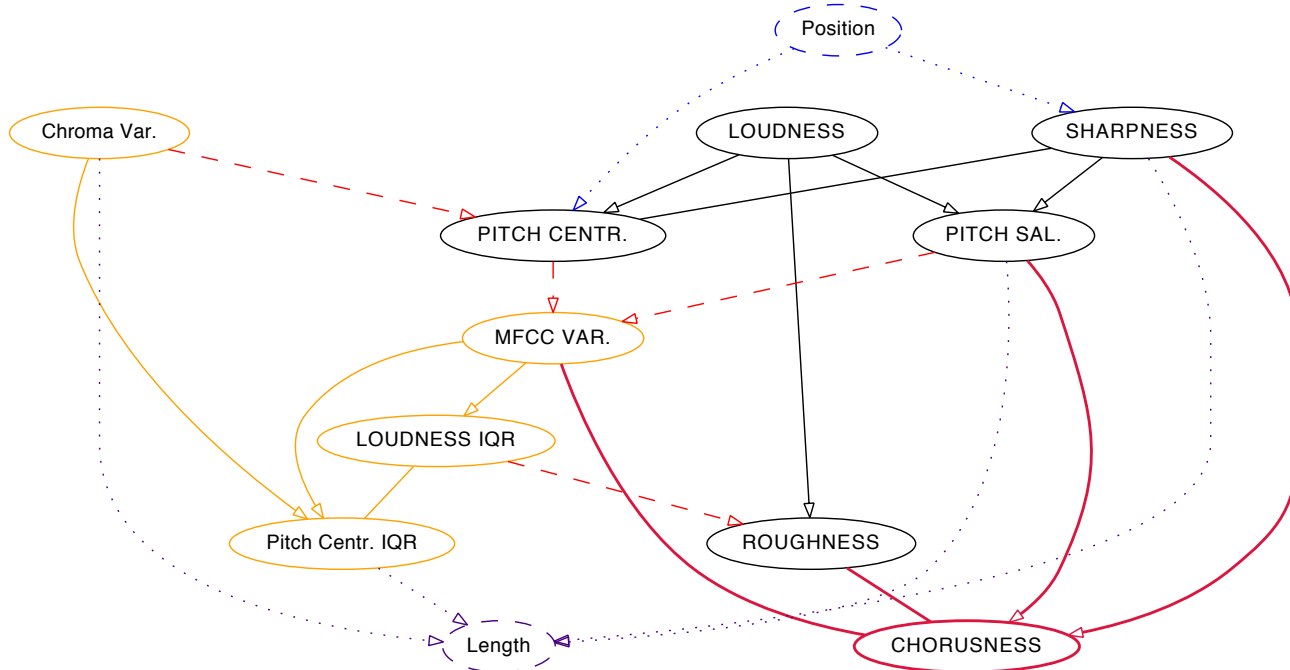 Position
Chroma Var.
LOUDNESS
SHARPNESS
PITCH CENTR.
PITCH SAL.
MFCC VAR.
LOUDNESS IQR
Pitch Centr. IQR
ROUGHNESS
Length
CHORUSNESS